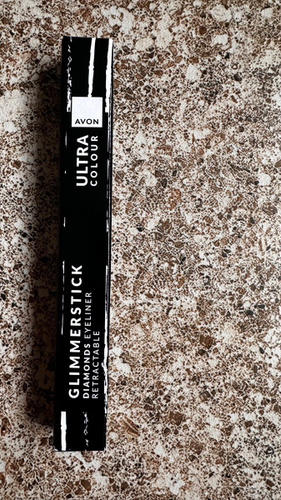 AVON
ULTRA
COLOUR
GLIMMERSTICK
DIAMONDS EYELINER
RETRACTABLE